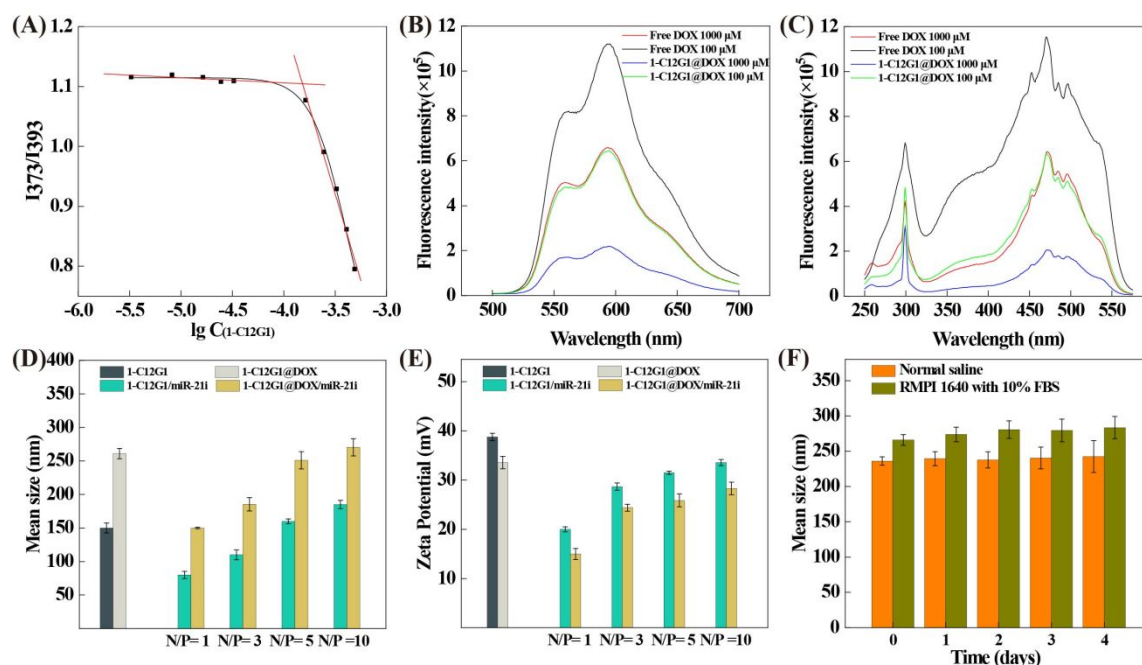 (A)
1.2
1.1
1.0
0.9
0.8
I373/I393
-6.0 -5.5 -5.0 -4.5 -4.0 -3.5 -3.0
lg C(1-C12G1)
(B)
12
10
8
6
4
2
0
Fluorescence intensity(×10⁵)
Free DOX 1000 μM
Free DOX 100 μM
1-C12G1@DOX 1000 μM
1-C12G1@DOX 100 μM
500 550 600 650 700
Wavelength (nm)
(C)
12
10
8
6
4
2
0
Fluorescence intensity(×10⁵)
Free DOX 1000 μM
Free DOX 100 μM
1-C12G1@DOX 1000 μM
1-C12G1@DOX 100 μM
250 300 350 400 450 500 550
Wavelength (nm)
(D)
400
350
300
250
200
150
100
50
Mean size (nm)
1-C12G1 1-C12G1@DOX
1-C12G1/miR-21i 1-C12G1@DOX/miR-21i
N/P= 1 N/P= 3 N/P= 5 N/P =10
(E)
50
40
30
20
10
Zeta Potential (mV)
1-C12G1 1-C12G1@DOX
1-C12G1/miR-21i 1-C12G1@DOX/miR-21i
N/P= 1 N/P= 3 N/P= 5 N/P =10
(F)
350
300
250
200
150
100
50
0
Mean size (nm)
Normal saline
RMPI 1640 with 10% FBS
0 1 2 3 4
Time (days)